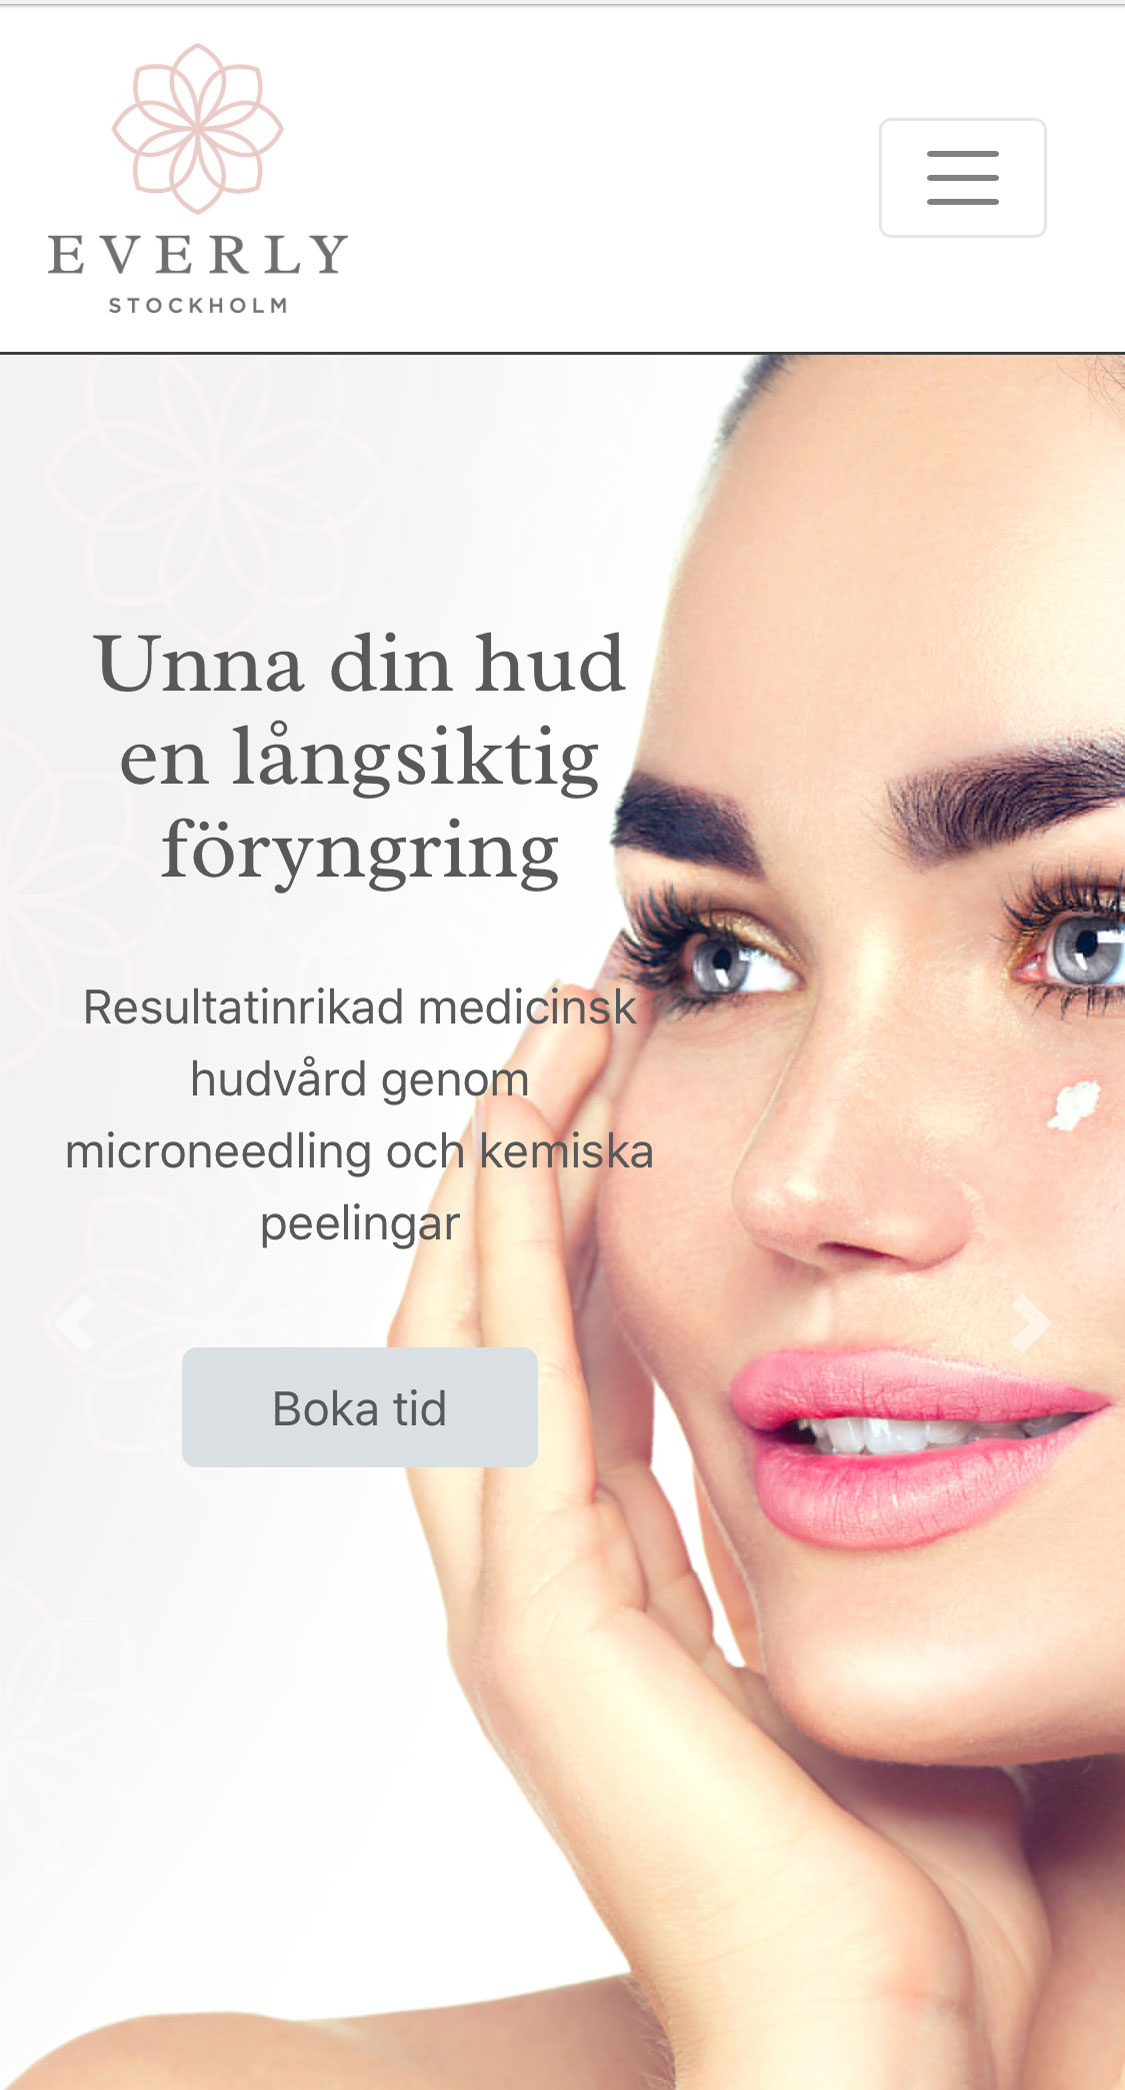 EVERLY
STOCKHOLM
Unna din hud
en långsiktig
föryngring
Resultatinrikad medicinsk
hudvård genom
microneedling och kemiska
peelingar
Boka tid